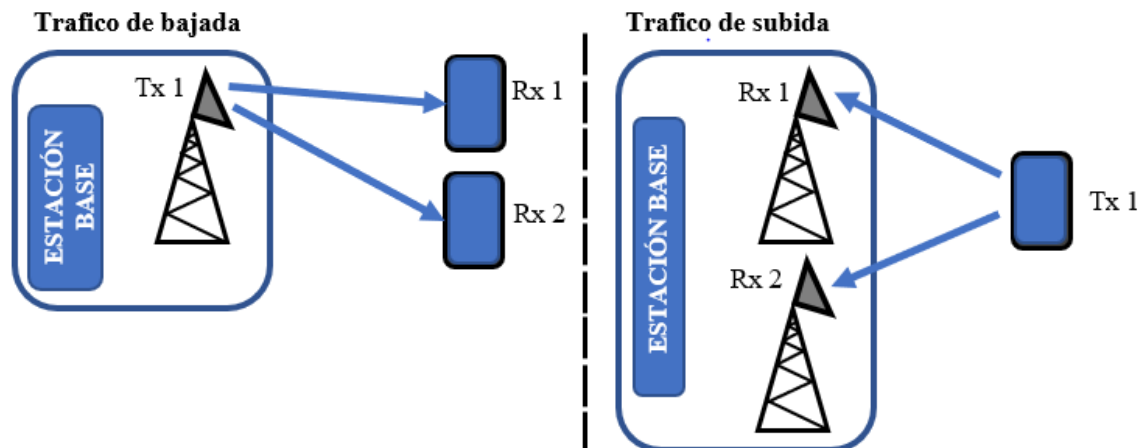 Trafico de bajada
Tx 1
Rx 1
ESTACIÓN
BASE
Rx 2
Trafico de subida
Rx 1
ESTACIÓN BASE
Tx 1
Rx 2